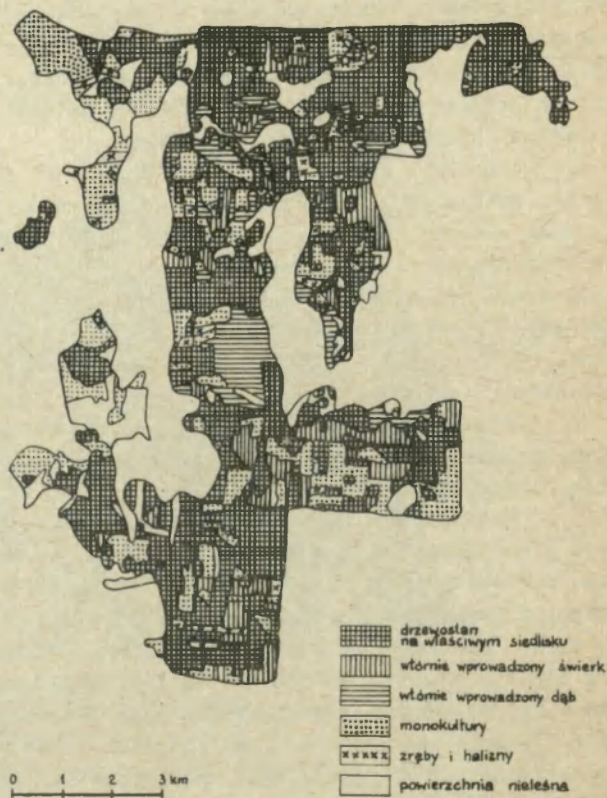 drzewostan
na właściwym siedlisku
wtórnie wprowadzony świerk
wtórnie wprowadzony dąb
monokultury
zręby i halizny
powierzchnia nieleśna
0 1 2 3 km